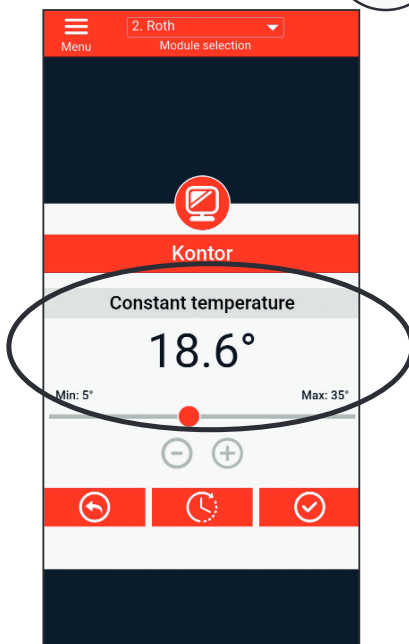 2. Roth
Menu
Module selection
Kontor
Constant temperature
18.6°
Min: 5°
Max: 35°